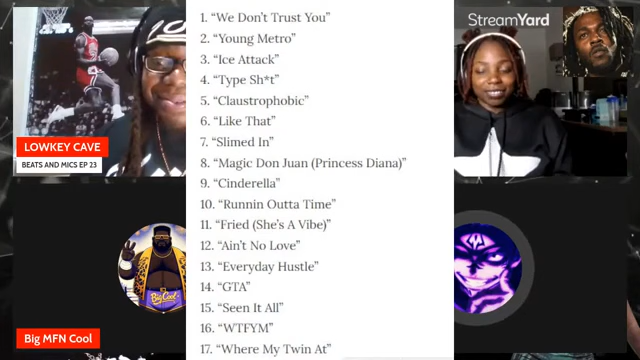 1. “We Don’t Trust You”
2. “Young Metro”
3. “Ice Attack”
4. “Type Sh*t”
5. “Claustrophobic”
6. “Like That”
7. “Slimed In”
8. “Magic Don Juan (Princess Diana)”
9. “Cinderella”
10. “Runnin Outta Time”
11. “Fried (She’s A Vibe)”
12. “Ain’t No Love”
13. “Everyday Hustle”
14. “GTA”
15. “Seen It All”
16. “WTFYM”
17. “Where My Twin At”
StreamYard
LOWKEY CAVE
BEATS AND MICS EP 23
Big Cool
Big MFN Cool